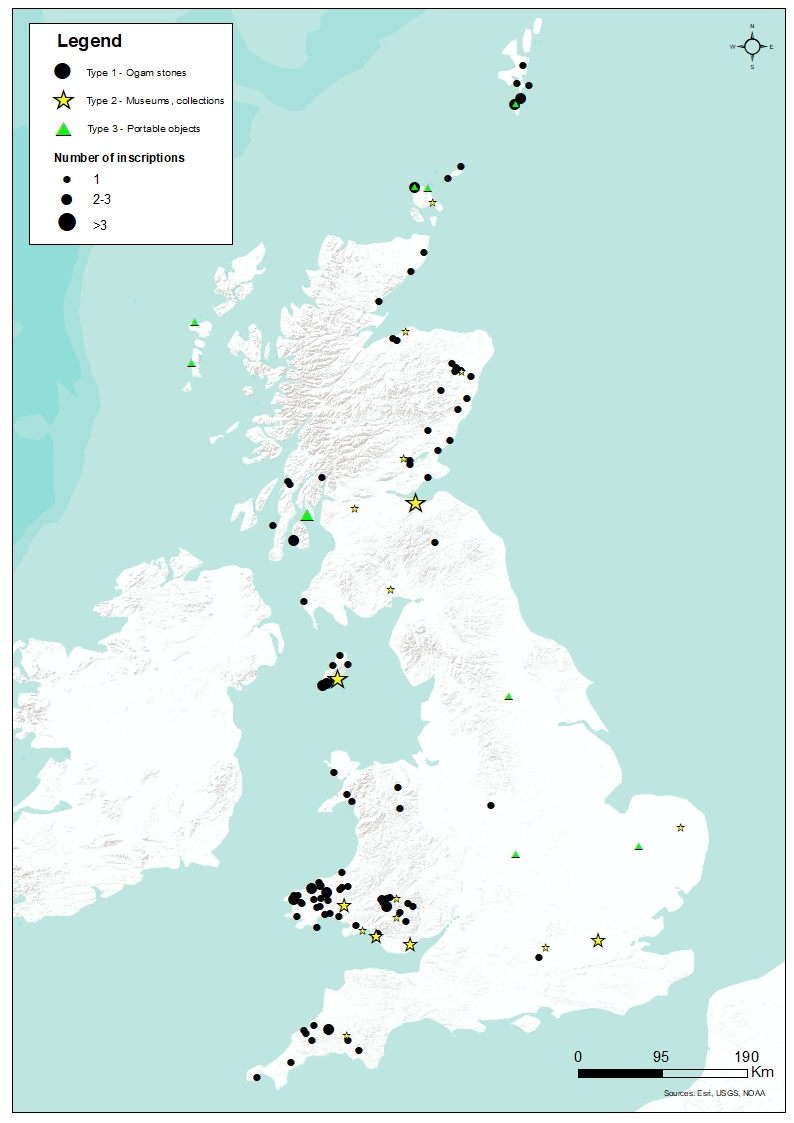 Legend
Type 1 - Ogam stones
Type 2 - Museums, collections
Type 3 - Portable objects
Number of inscriptions
1
2-3
>3
N
W E
S
0 95 190
Km
Sources: Esri, USGS, NOAA